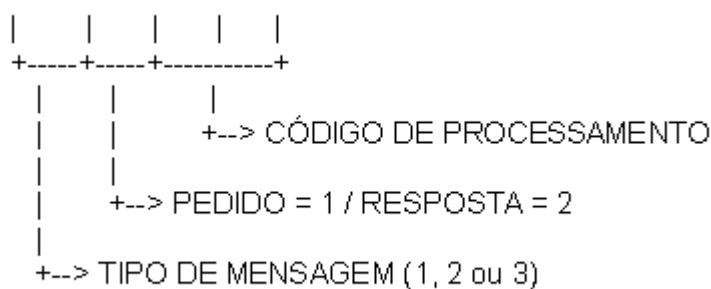 |     |     |     |     |
+-----+-----+-----------+
|     |     |
|     |     +--> CÓDIGO DE PROCESSAMENTO
|     |
|     +--> PEDIDO = 1 / RESPOSTA = 2
|
+--> TIPO DE MENSAGEM (1, 2 ou 3)